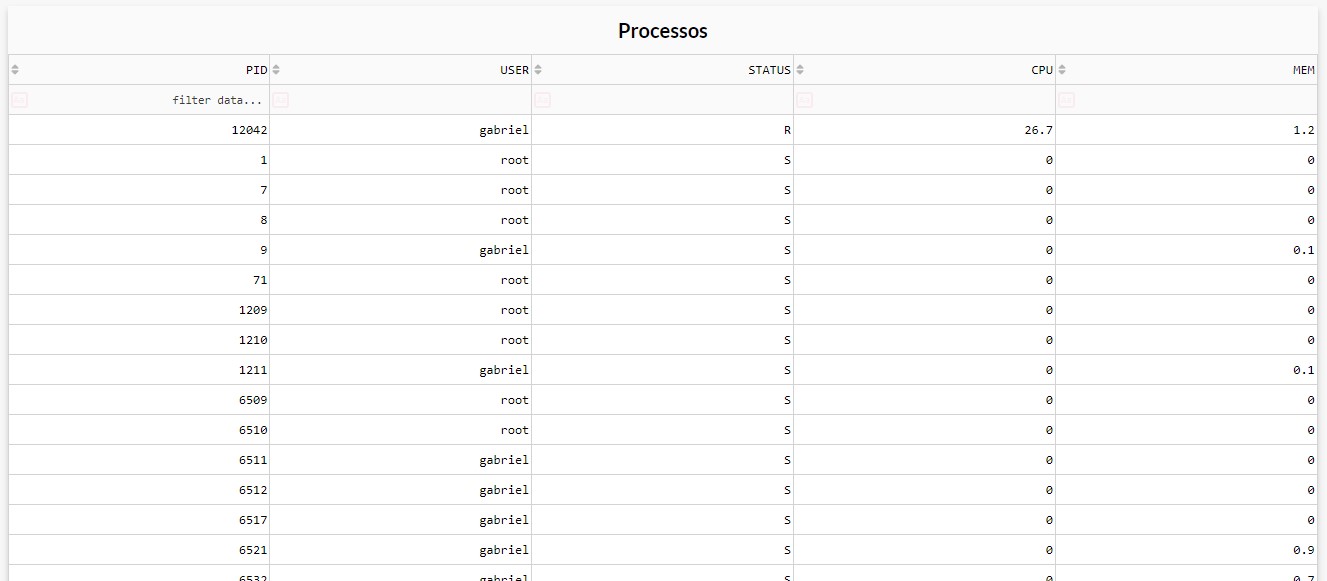 Processos
PID USER STATUS CPU MEM
filter data...
12042 gabriel R 26.7 1.2
1 root S 0 0
7 root S 0 0
8 root S 0 0
9 gabriel S 0 0.1
71 root S 0 0
1209 root S 0 0
1210 root S 0 0
1211 gabriel S 0 0.1
6509 root S 0 0
6510 root S 0 0
6511 gabriel S 0 0
6512 gabriel S 0 0
6517 gabriel S 0 0
6521 gabriel S 0 0.9
6532 gabriel S 0 0.7